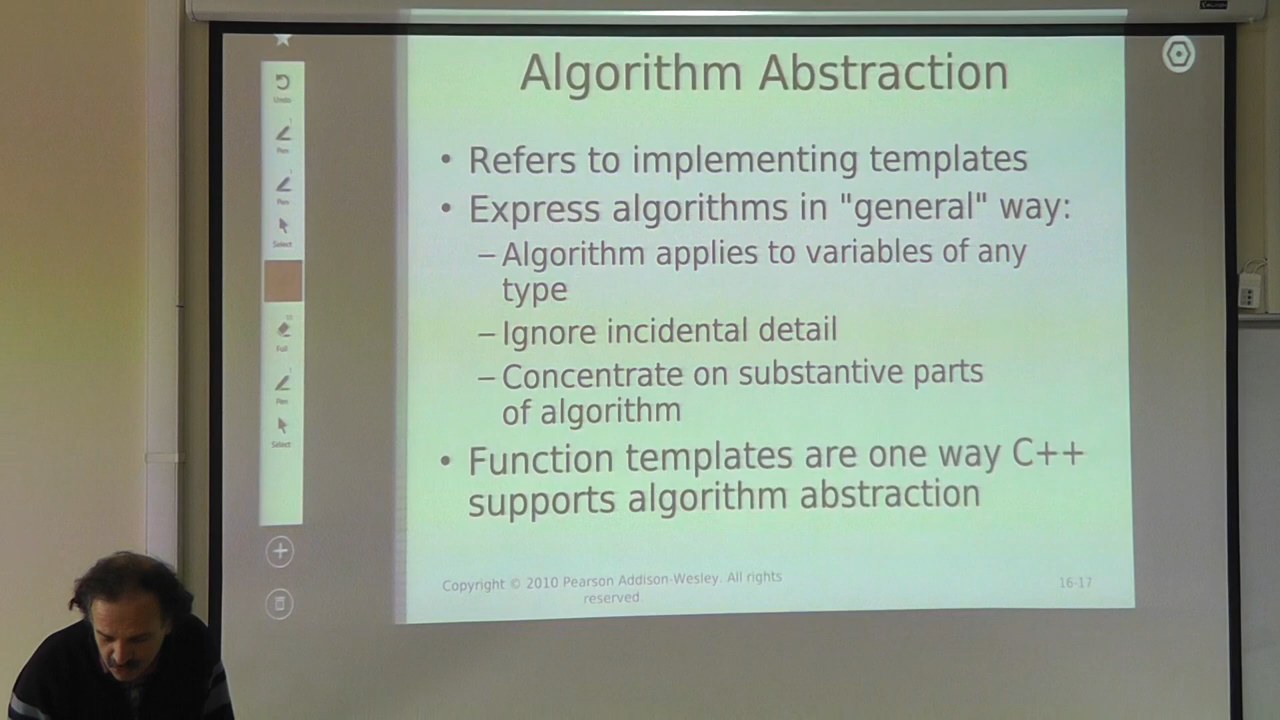 Algorithm Abstraction
• Refers to implementing templates
• Express algorithms in "general" way:
– Algorithm applies to variables of any
type
– Ignore incidental detail
– Concentrate on substantive parts
of algorithm
• Function templates are one way C++
supports algorithm abstraction
Copyright © 2010 Pearson Addison-Wesley. All rights
reserved.
16-17
Undo
Pen
Pen
Select
Full
Pen
Select